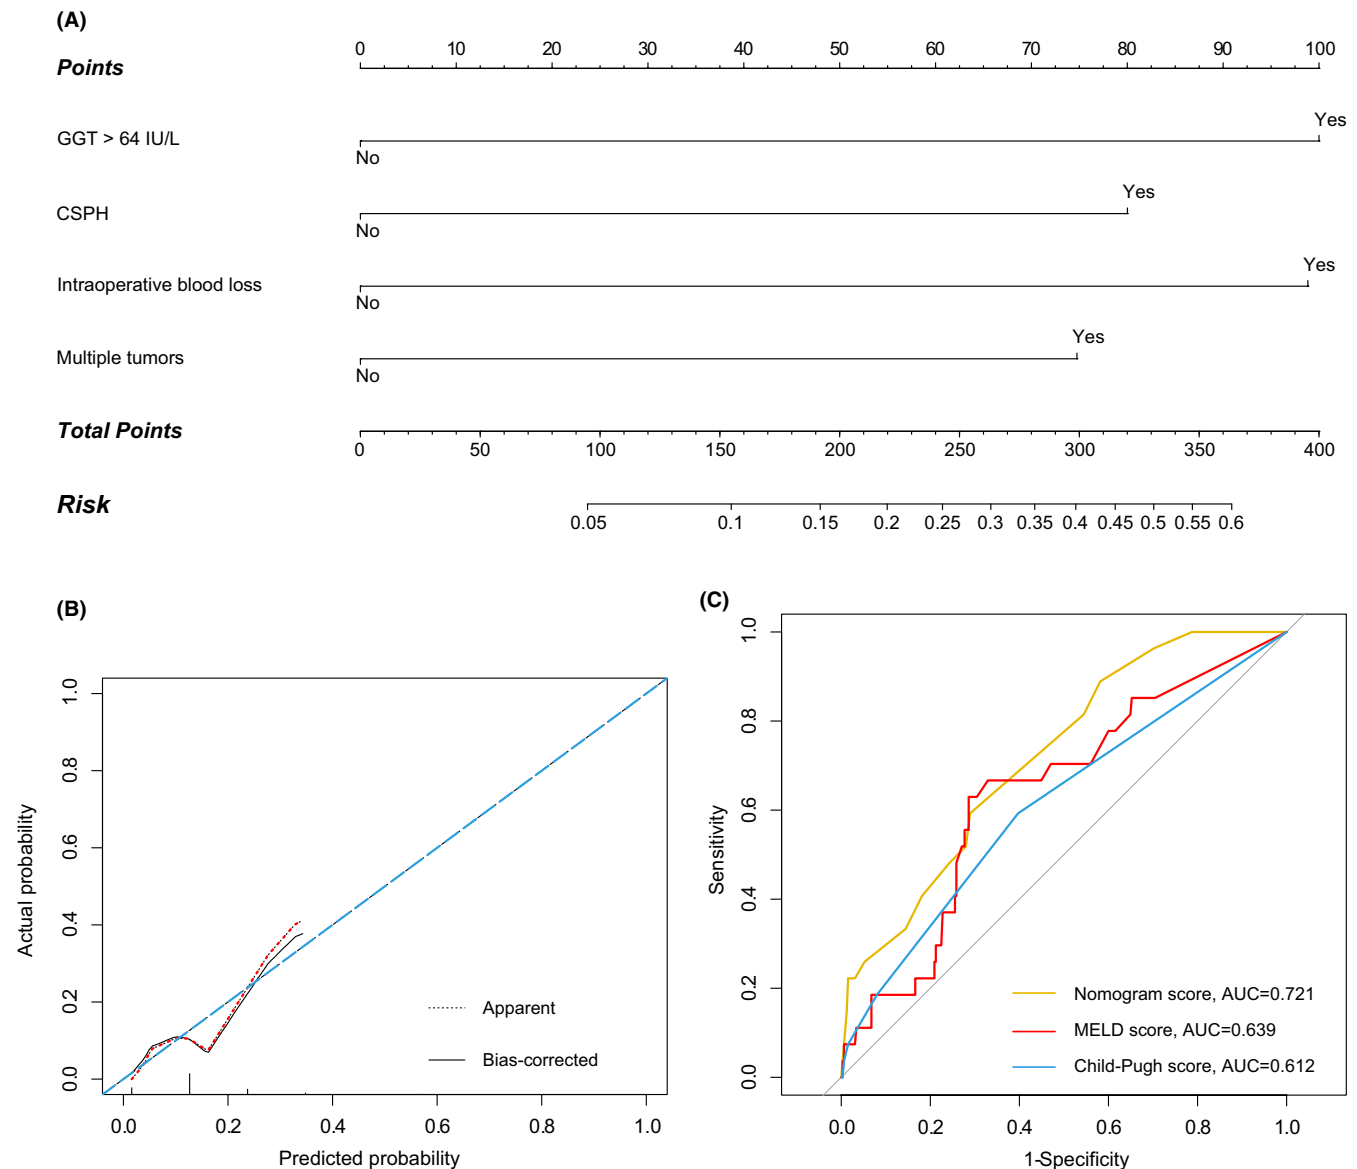 (A)
Points 0 10 20 30 40 50 60 70 80 90 100
GGT > 64 IU/L No Yes
CSPH No Yes
Intraoperative blood loss No Yes
Multiple tumors No Yes
Total Points 0 50 100 150 200 250 300 350 400
Risk 0.05 0.1 0.15 0.2 0.25 0.3 0.35 0.4 0.45 0.5 0.55 0.6
(B)
Actual probability
1.0
0.8
0.6
0.4
0.2
0.0
Apparent
Bias-corrected
0.0 0.2 0.4 0.6 0.8 1.0
Predicted probability
(C)
Sensitivity
1.0
0.8
0.6
0.4
0.2
0.0
Nomogram score, AUC=0.721
MELD score, AUC=0.639
Child-Pugh score, AUC=0.612
0.0 0.2 0.4 0.6 0.8 1.0
1-Specificity